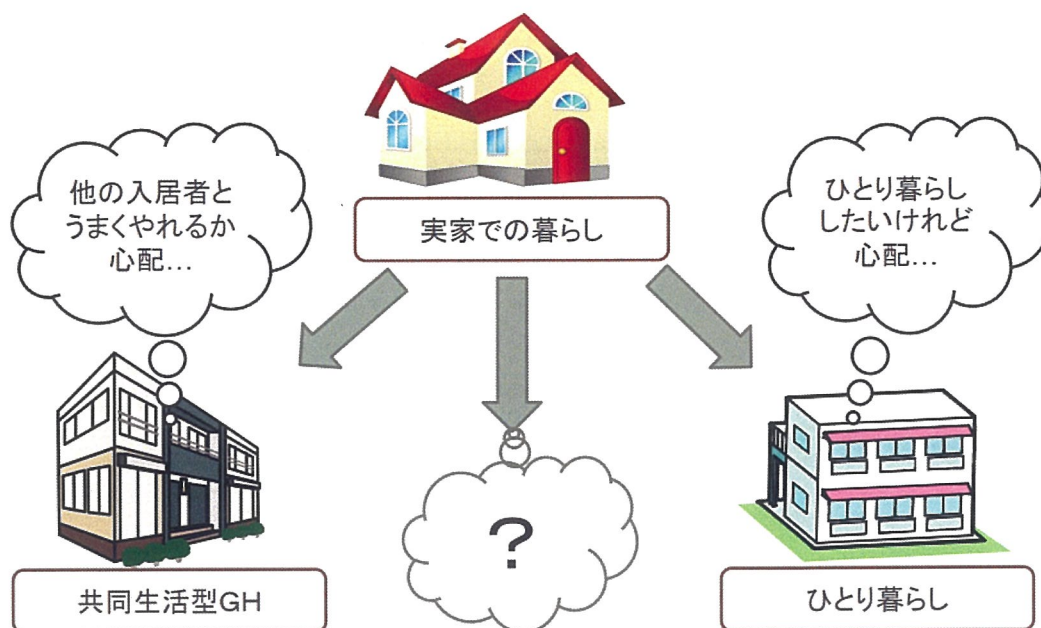 実家での暮らし
他の入居者と
うまくやれるか
心配…
ひとり暮らし
したいけれど
心配…
?
共同生活型GH
ひとり暮らし